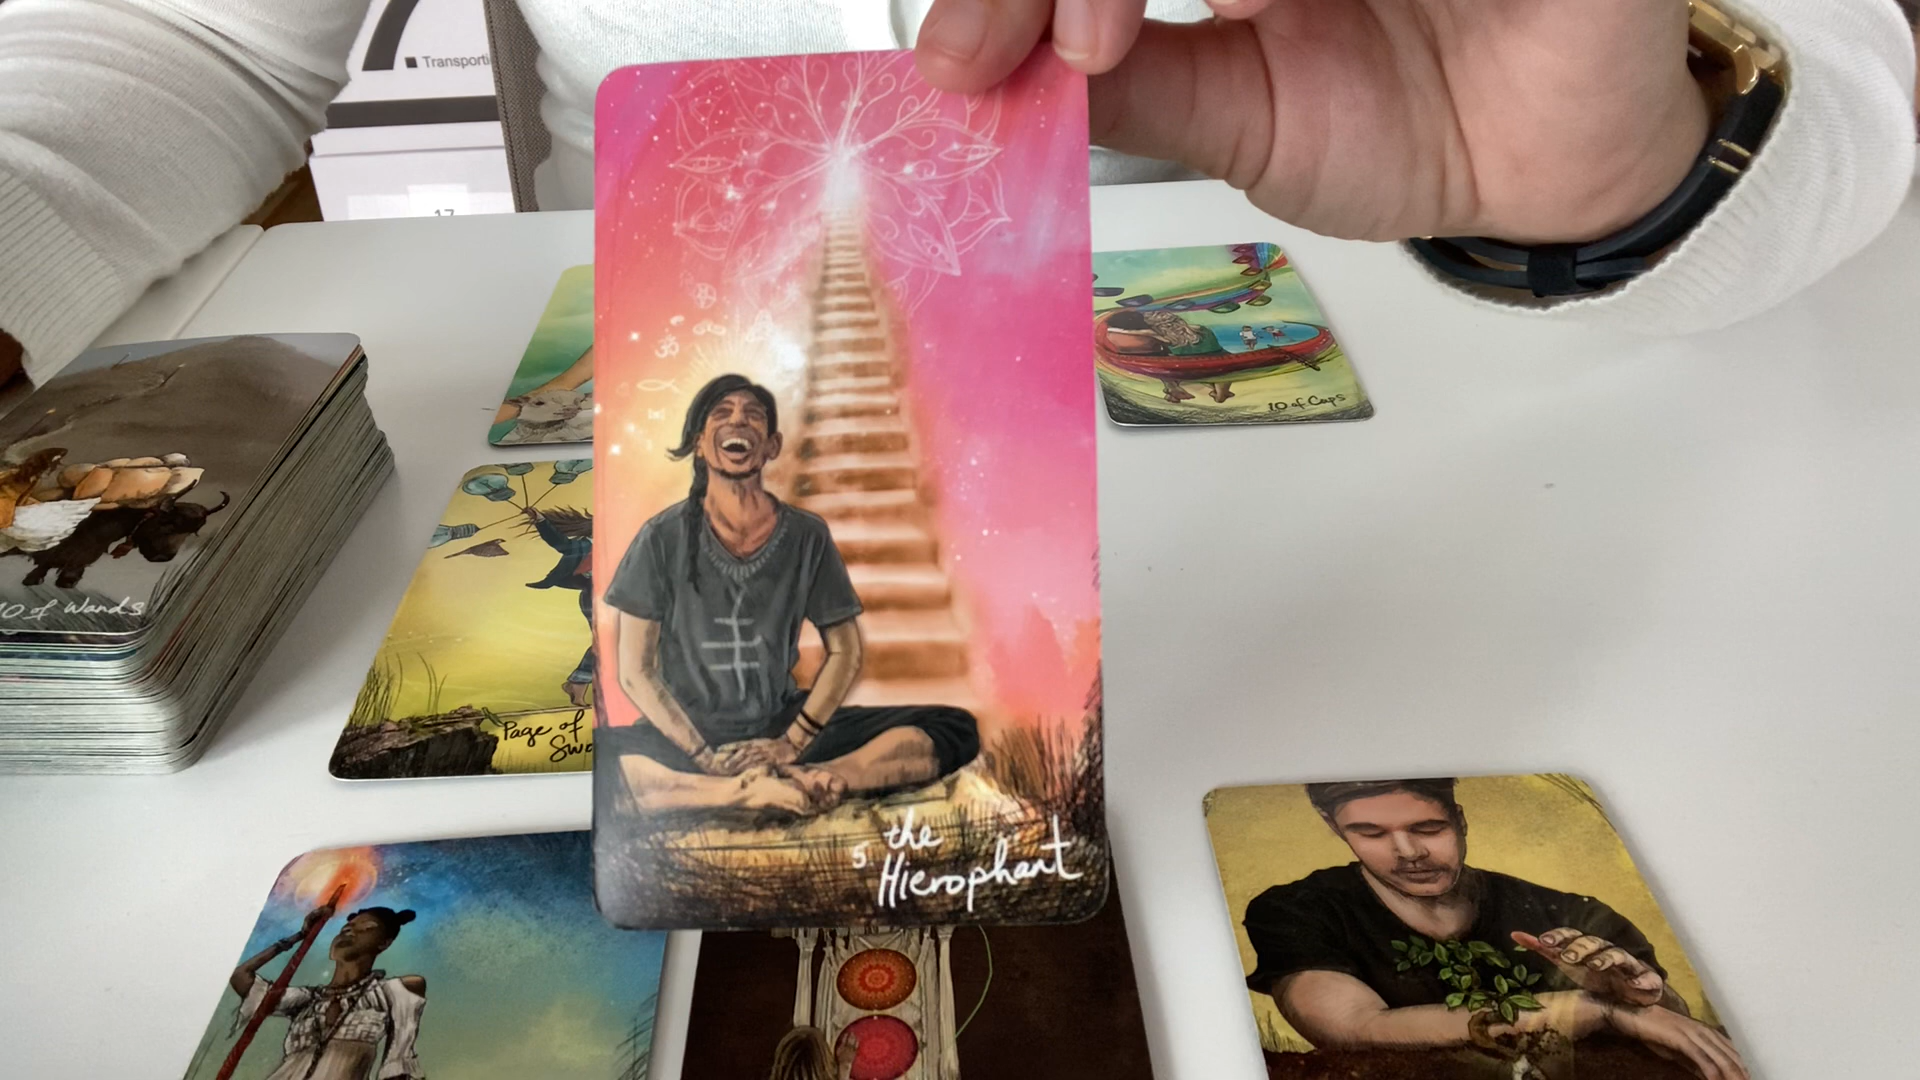 ■ Transporti
17
10 of Cups
10 of Wands
Page of
Swo
5. the
Hierophant